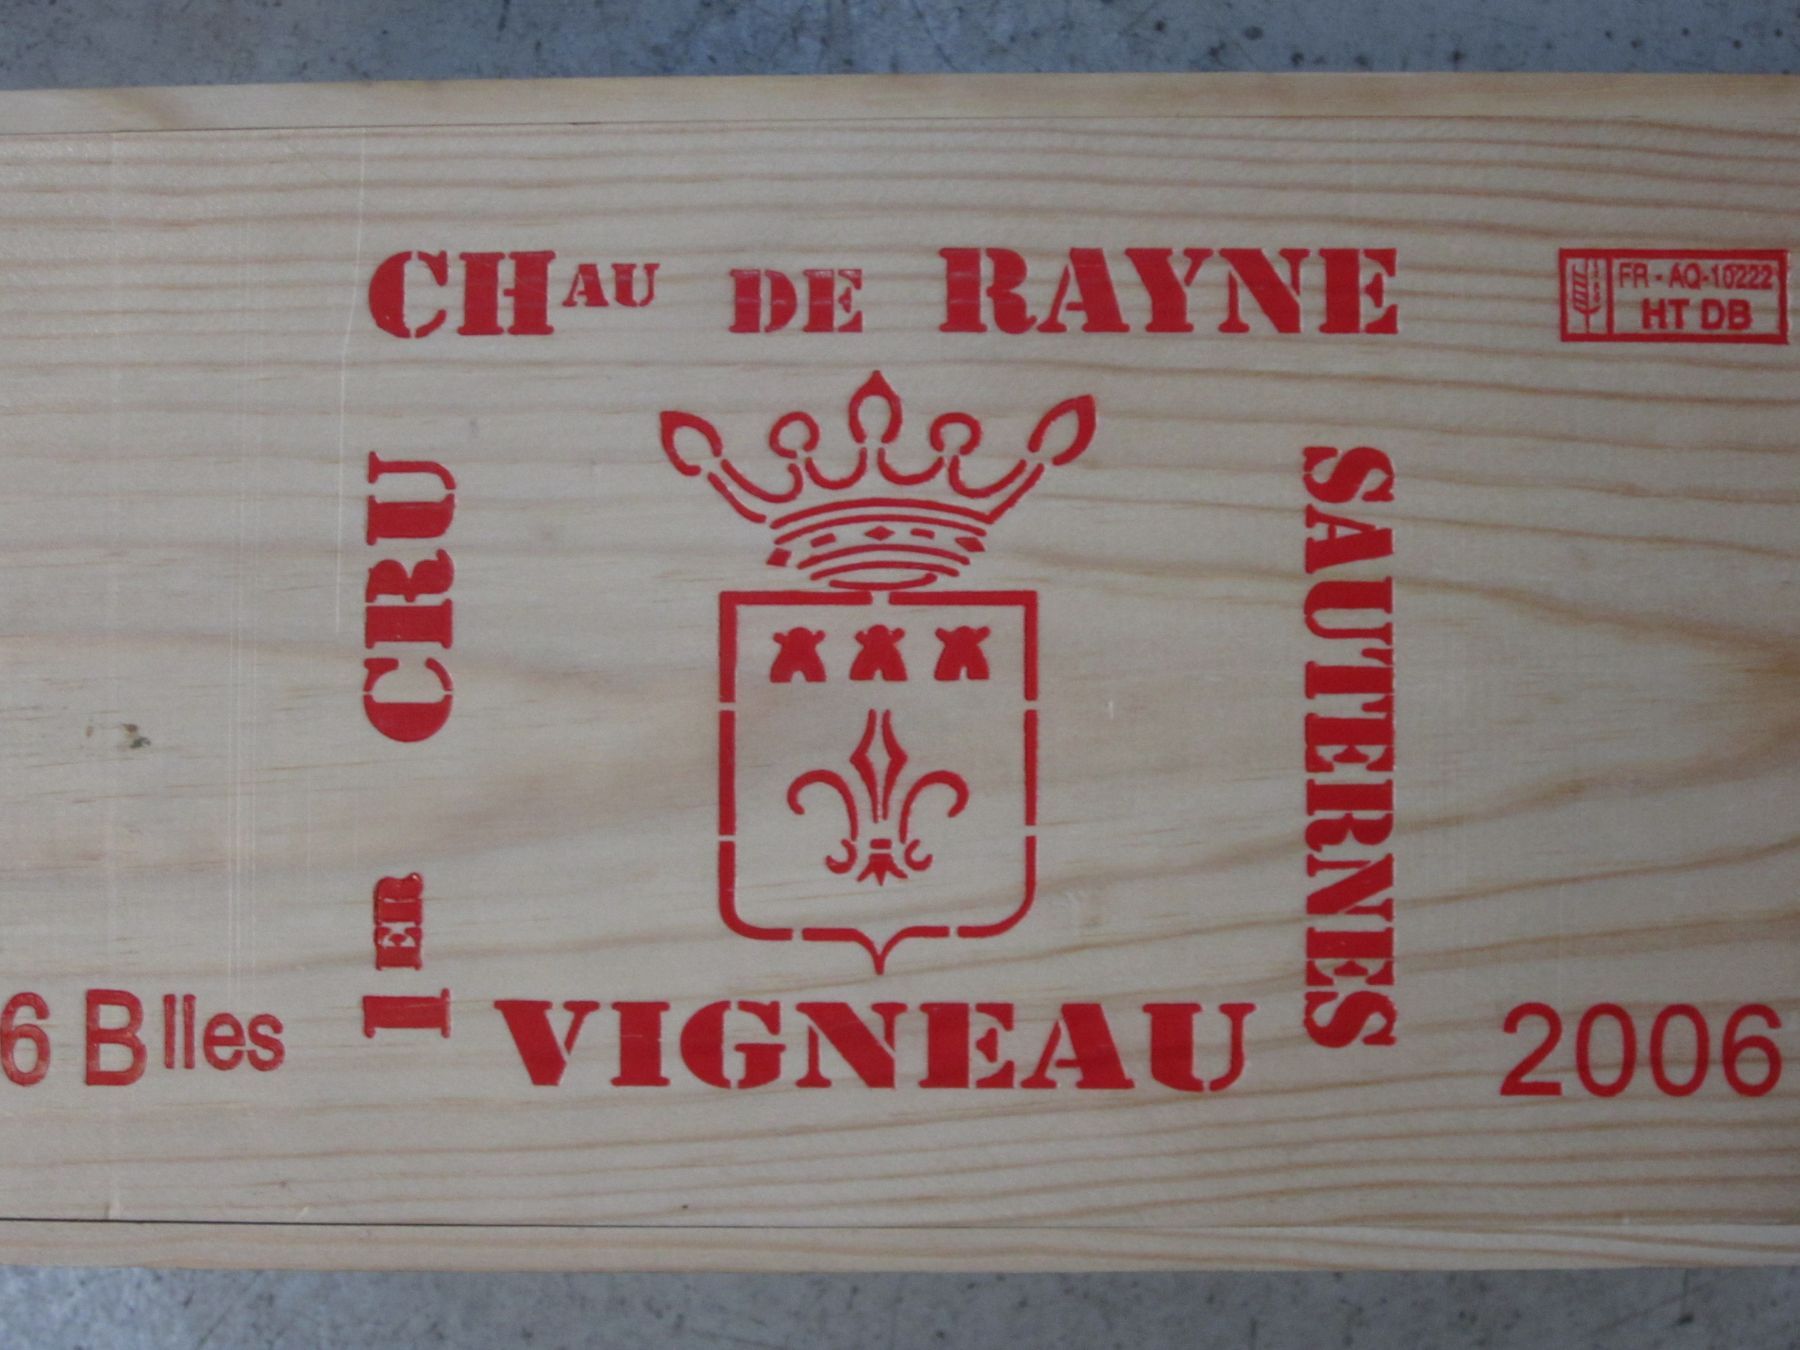 CHAU DE RAYNE
FR - AQ-10222
HT DB
1ER CRU
SAUTERNES
VIGNEAU
6 Blles
2006